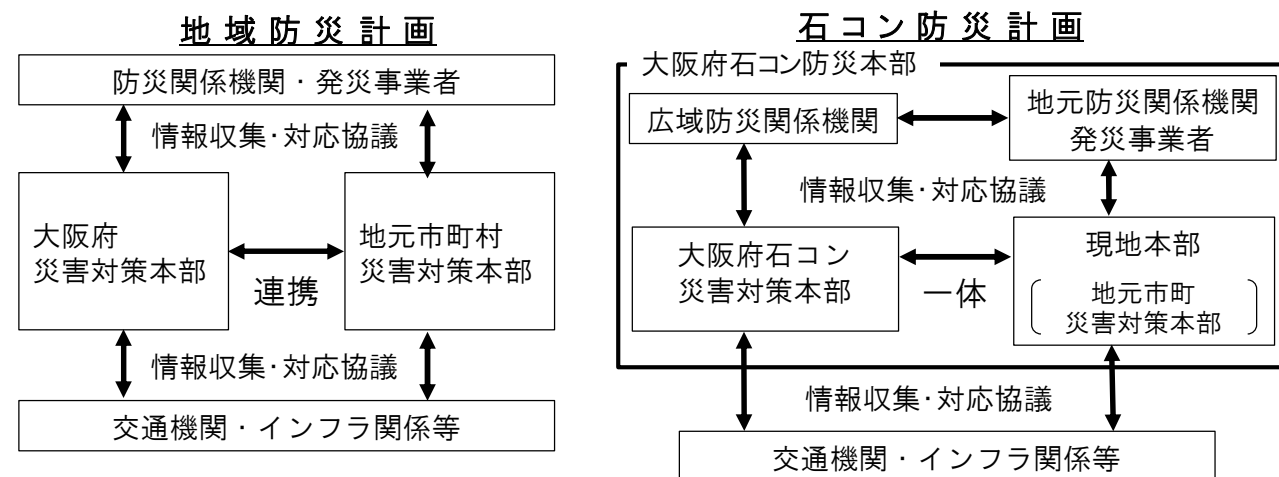 地域防災計画
防災関係機関・発災事業者
情報収集・対応協議
大阪府
災害対策本部
連携
地元市町村
災害対策本部
情報収集・対応協議
交通機関・インフラ関係等
石コン防災計画
大阪府石コン防災本部
広域防災関係機関
地元防災関係機関
発災事業者
情報収集・対応協議
大阪府石コン
災害対策本部
一体
現地本部
地元市町
災害対策本部
情報収集・対応協議
交通機関・インフラ関係等